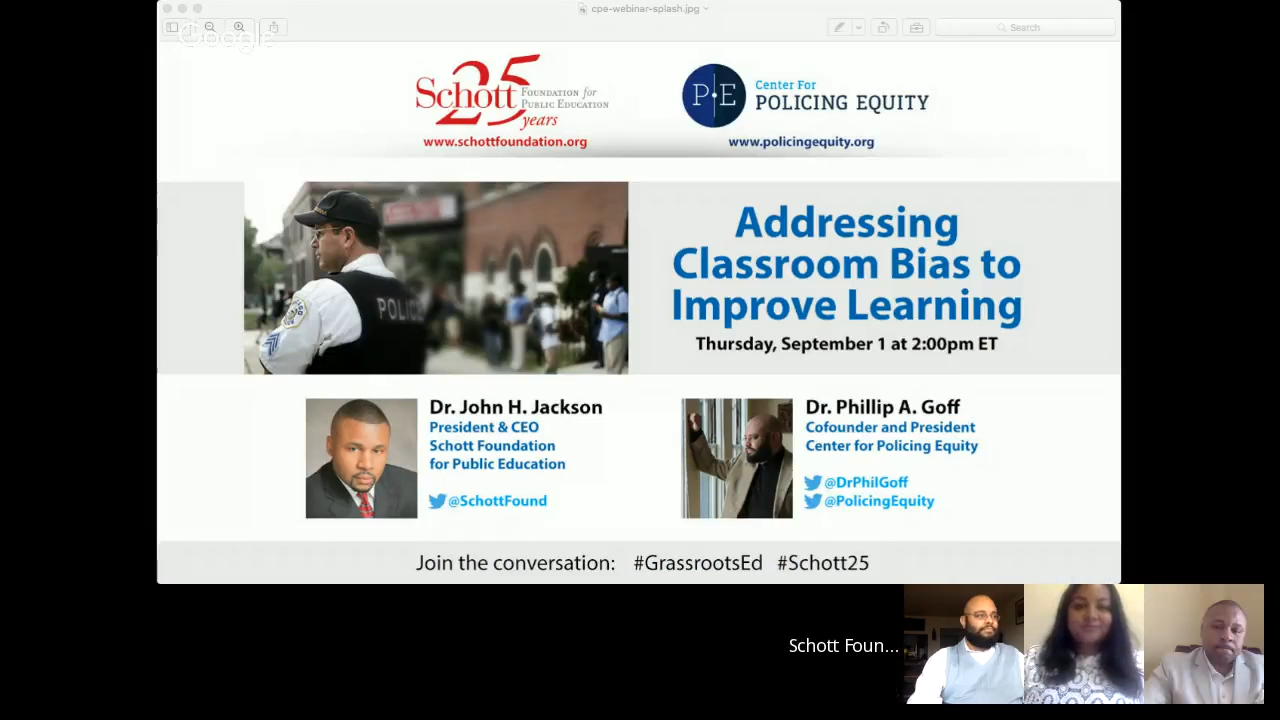 cpe-webinar-splash.jpg
Search
Google
Schott 25 years
FOUNDATION for
PUBLIC EDUCATION
www.schottfoundation.org
P E
Center For
POLICING EQUITY
www.policingequity.org
POLICE
Addressing
Classroom Bias to
Improve Learning
Thursday, September 1 at 2:00pm ET
Dr. John H. Jackson
President & CEO
Schott Foundation
for Public Education
@SchottFound
Dr. Phillip A. Goff
Cofounder and President
Center for Policing Equity
@DrPhilGoff
@PolicingEquity
Join the conversation: #GrassrootsEd #Schott25
Schott Foun...